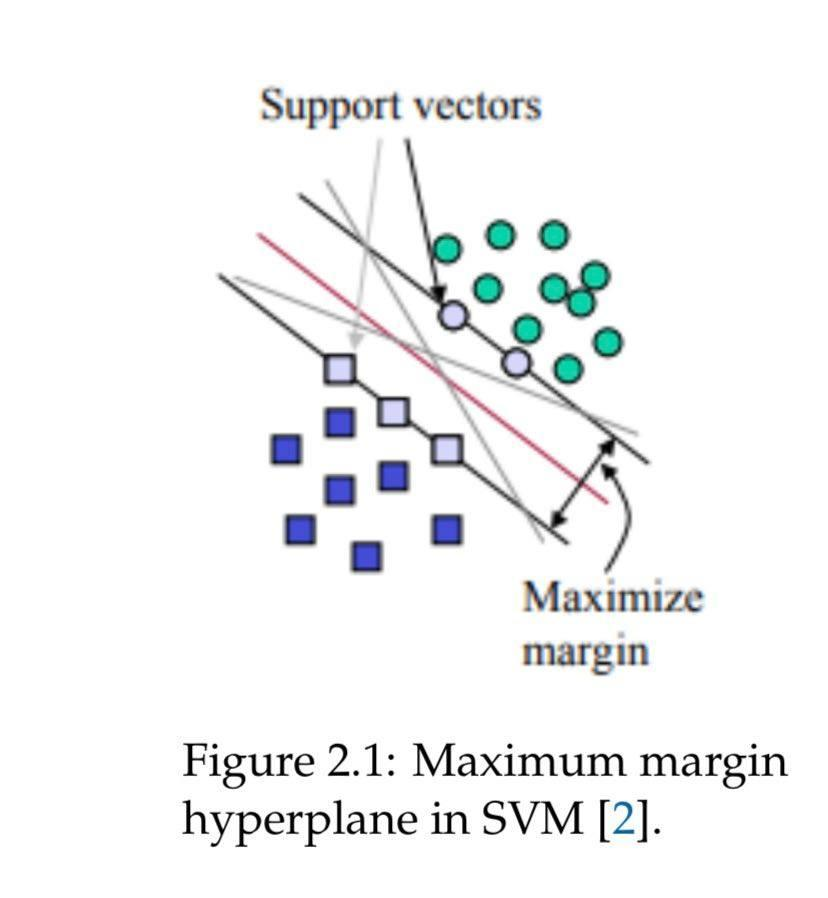 Support vectors
Maximize
margin
Figure 2.1: Maximum margin
hyperplane in SVM [2].